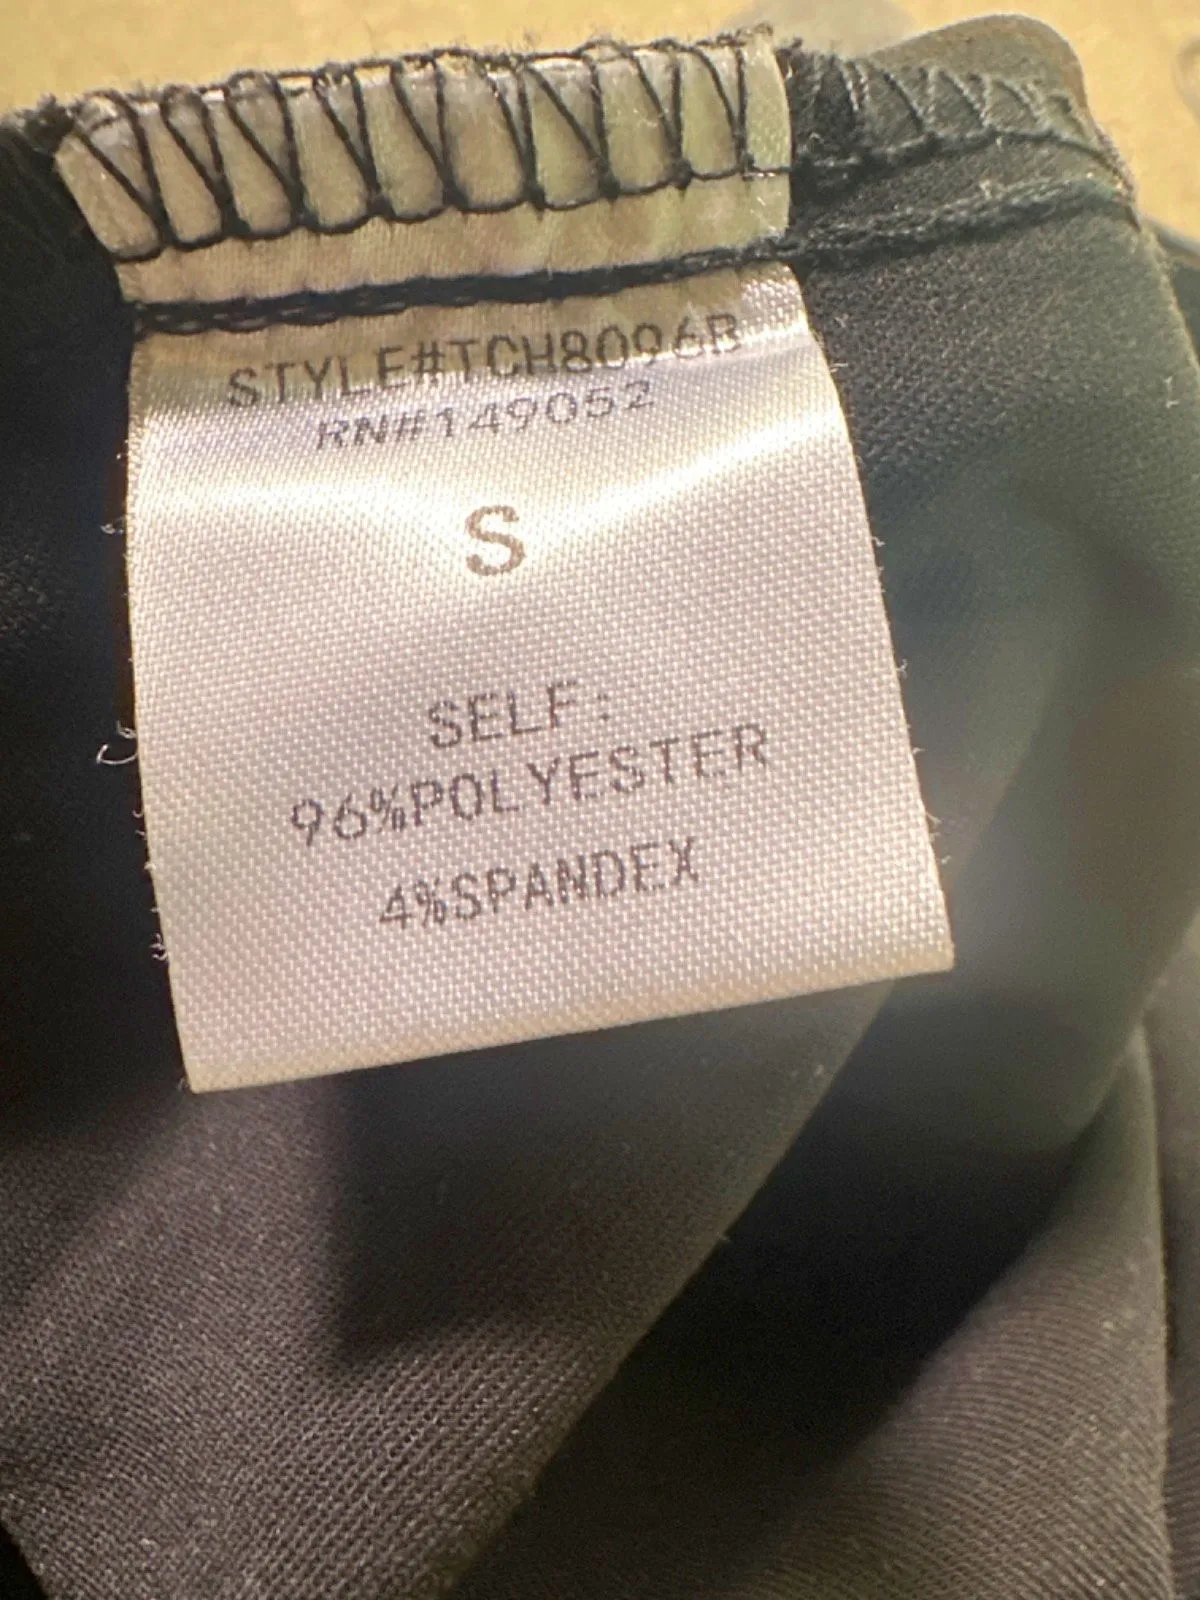 STYLE#TCH8096B
RN#149052
S
SELF:
96%POLYESTER
4%SPANDEX